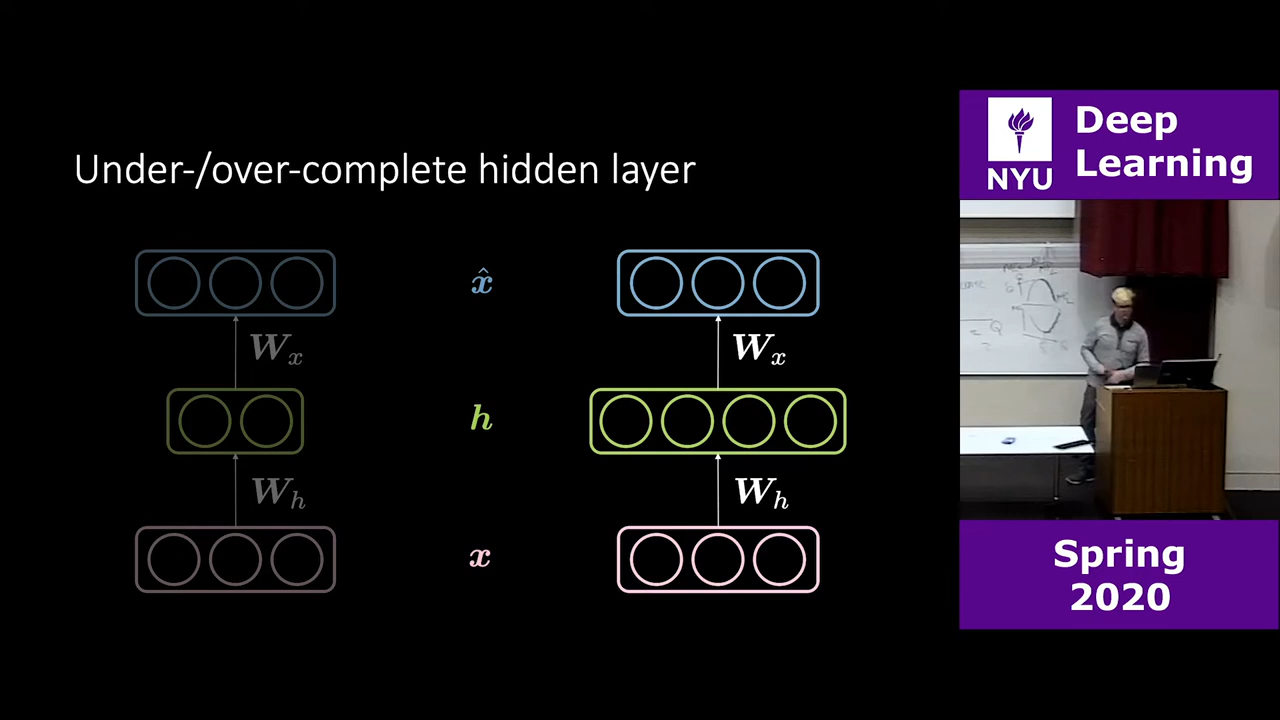 Under-/over-complete hidden layer
x̂
W_x
W_x
h
W_h
W_h
x
NYU
Deep
Learning
Spring
2020